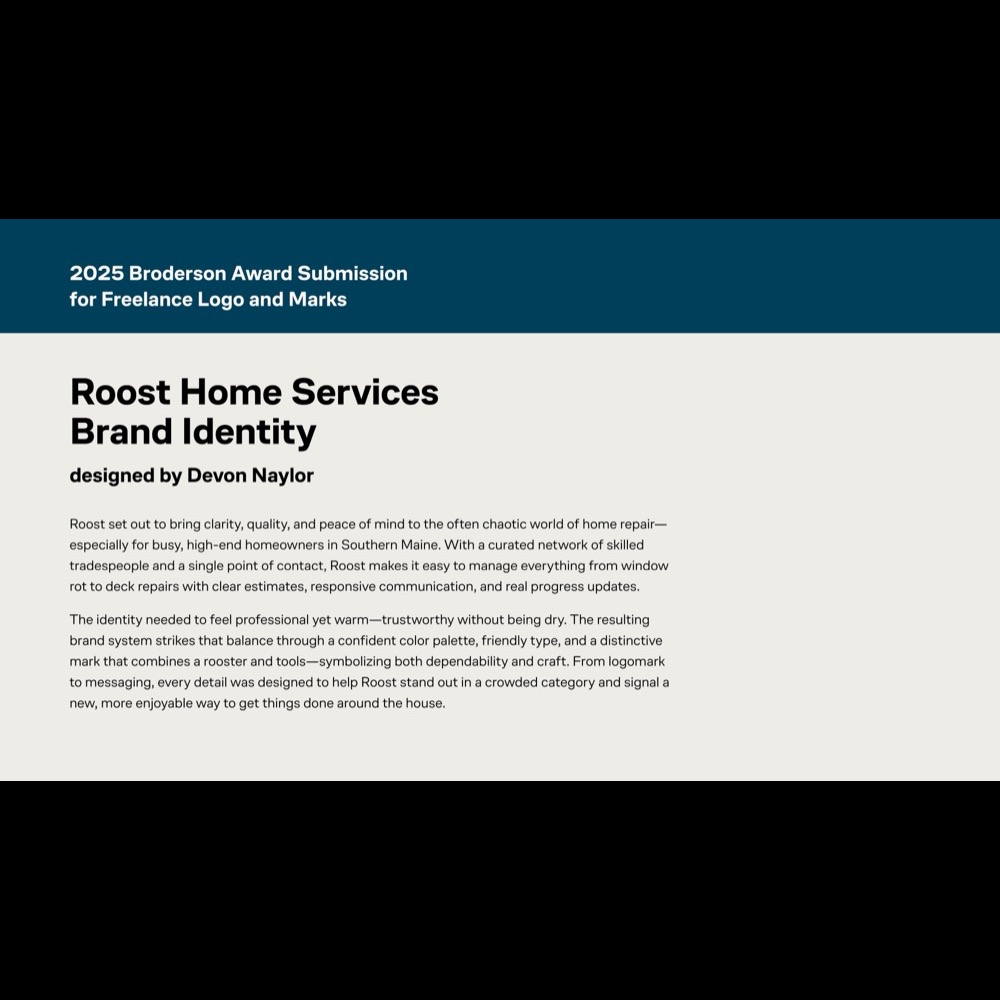 2025 Broderson Award Submission
for Freelance Logo and Marks
Roost Home Services
Brand Identity
designed by Devon Naylor
Roost set out to bring clarity, quality, and peace of mind to the often chaotic world of home repair—
especially for busy, high-end homeowners in Southern Maine. With a curated network of skilled
tradespeople and a single point of contact, Roost makes it easy to manage everything from window
rot to deck repairs with clear estimates, responsive communication, and real progress updates.
The identity needed to feel professional yet warm—trustworthy without being dry. The resulting
brand system strikes that balance through a confident color palette, friendly type, and a distinctive
mark that combines a rooster and tools—symbolizing both dependability and craft. From logomark
to messaging, every detail was designed to help Roost stand out in a crowded category and signal a
new, more enjoyable way to get things done around the house.